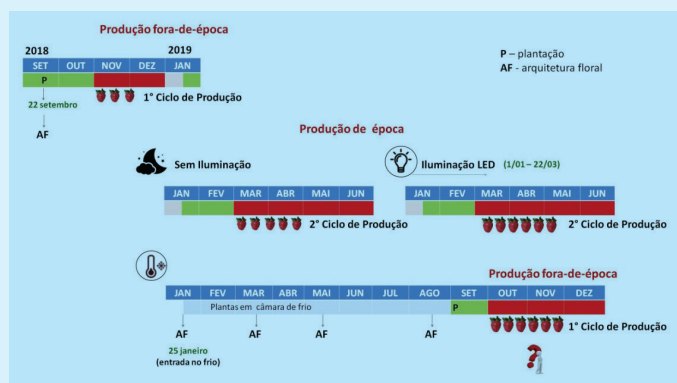 Produção fora-de-época
2018 2019
SET OUT NOV DEZ JAN
P
22 setembro
1° Ciclo de Produção
AF
P – plantação
AF - arquitetura floral
Produção de época
Sem Iluminação
Iluminação LED (1/01 – 22/03)
JAN FEV MAR ABR MAI JUN
2° Ciclo de Produção
JAN FEV MAR ABR MAI JUN
2° Ciclo de Produção
Produção fora-de-época
JAN FEV MAR ABR MAI JUN JUL AGO SET OUT NOV DEZ
Plantas em câmara de frio P
1° Ciclo de Produção
AF AF AF AF
25 janeiro
(entrada no frio)